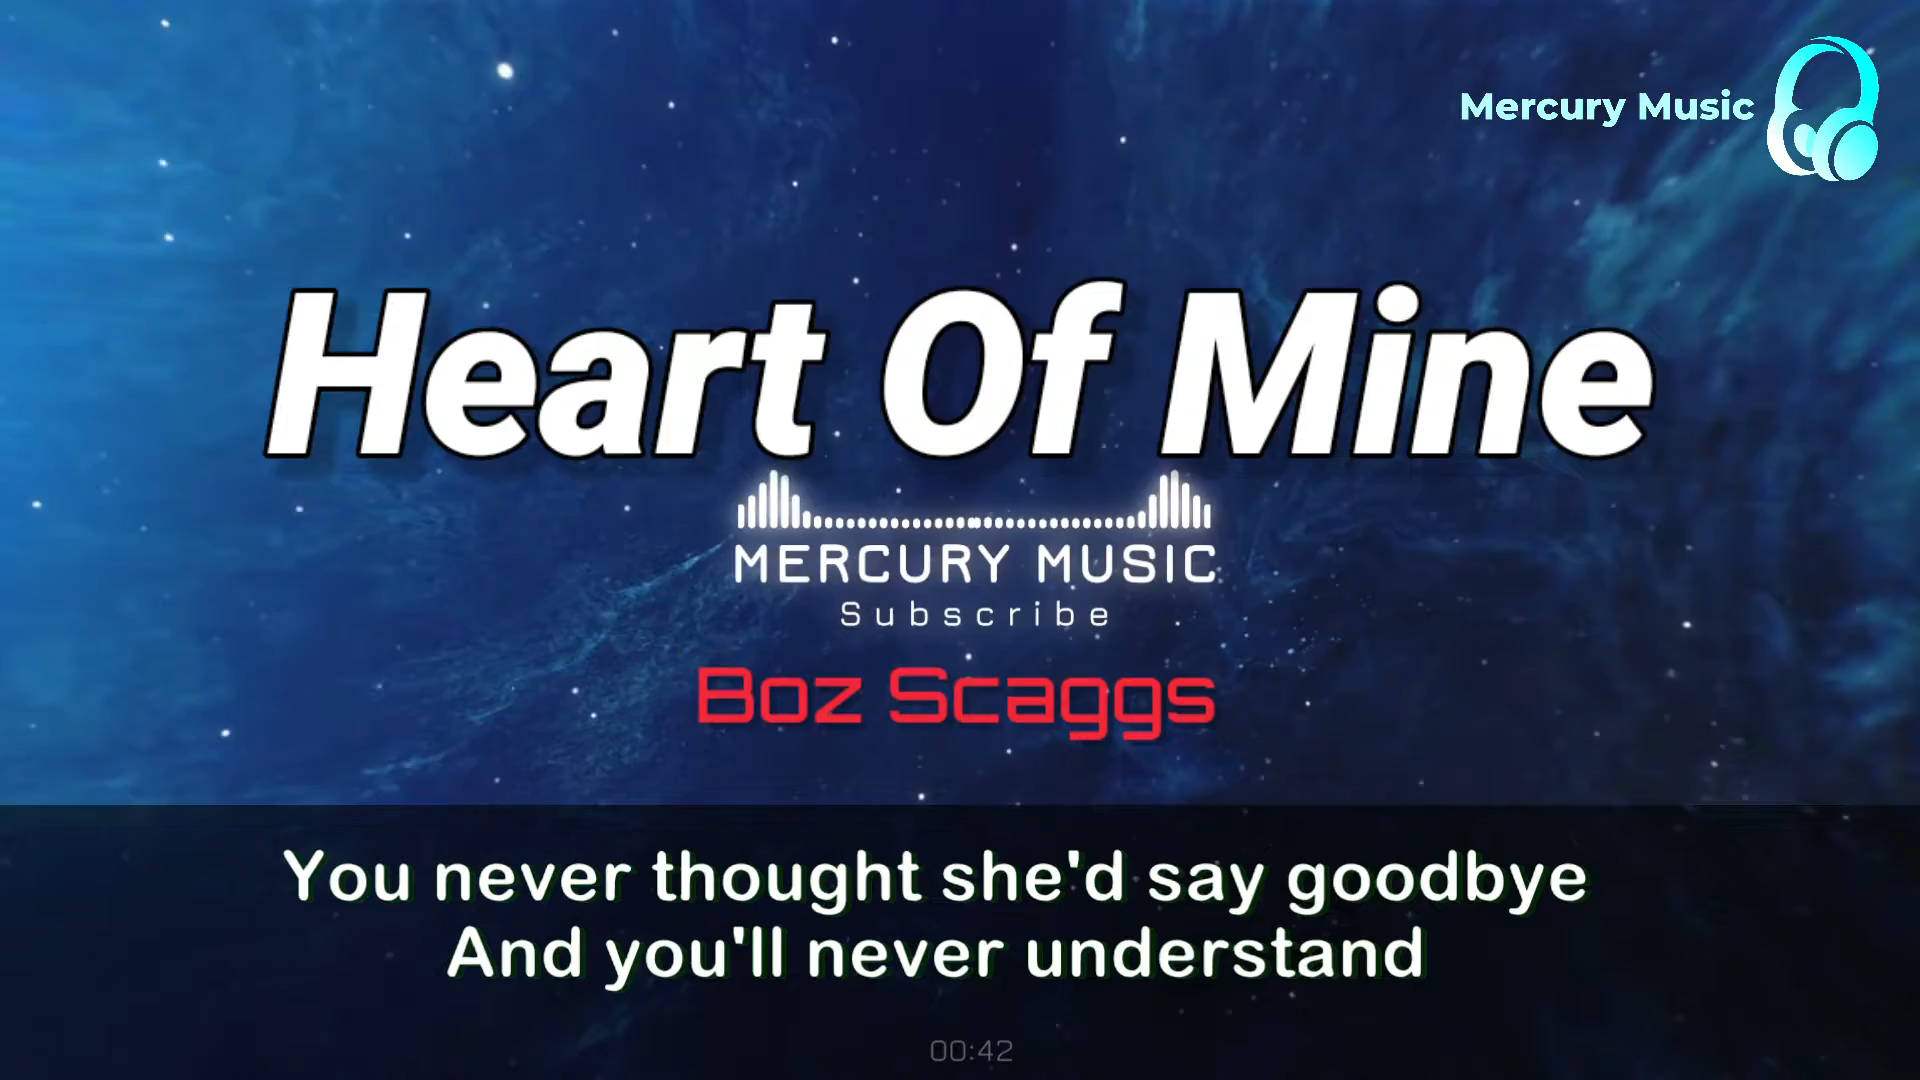 Mercury Music
Heart Of Mine
MERCURY MUSIC
Subscribe
Boz Scaggs
You never thought she'd say goodbye
And you'll never understand
00:42